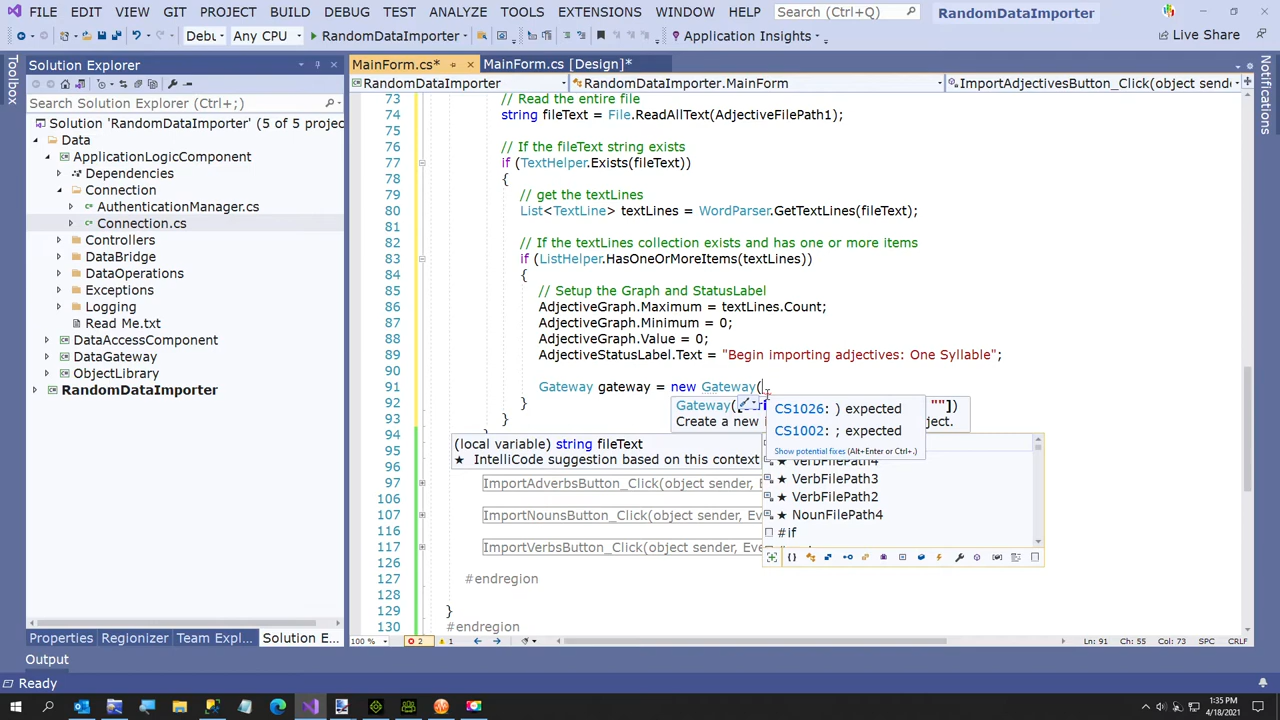 FILE EDIT VIEW GIT PROJECT BUILD DEBUG TEST ANALYZE TOOLS EXTENSIONS WINDOW HELP Search (Ctrl+Q) RandomDataImporter
Debu Any CPU RandomDataImporter Application Insights Live Share
Toolbox
Notifications
Solution Explorer
Search Solution Explorer (Ctrl+;)
Solution 'RandomDataImporter' (5 of 5 projec
Data
ApplicationLogicComponent
Dependencies
Connection
AuthenticationManager.cs
Connection.cs
Controllers
DataBridge
DataOperations
Exceptions
Logging
Read Me.txt
DataAccessComponent
DataGateway
ObjectLibrary
RandomDataImporter
Properties Regionizer Team Expl... Solution E...
MainForm.cs* MainForm.cs [Design]*
RandomDataImporter RandomDataImporter.MainForm ImportAdjectivesButton_Click(object sender
73 // Read the entire file
74 string fileText = File.ReadAllText(AdjectiveFilePath1);
75
76 // If the fileText string exists
77 if (TextHelper.Exists(fileText))
78 {
79 // get the textLines
80 List<TextLine> textLines = WordParser.GetTextLines(fileText);
81
82 // If the textLines collection exists and has one or more items
83 if (ListHelper.HasOneOrMoreItems(textLines))
84 {
85 // Setup the Graph and StatusLabel
86 AdjectiveGraph.Maximum = textLines.Count;
87 AdjectiveGraph.Minimum = 0;
88 AdjectiveGraph.Value = 0;
89 AdjectiveStatusLabel.Text = "Begin importing adjectives: One Syllable";
90
91 Gateway gateway = new Gateway(
92 }
93 }
94
95
96
97 ImportAdverbsButton_Click(object sender, Ev
106
107 ImportNounsButton_Click(object sender, Ev
116
117 ImportVerbsButton_Click(object sender, Eve
126
127 #endregion
128
129 }
130 #endregion
Gateway([ ""])
Create a new ject.
CS1026: ) expected
CS1002: ; expected
Show potential fixes (Alt+Enter or Ctrl+.)
(local variable) string fileText
★ IntelliCode suggestion based on this context
★ VerbFilePath4
★ VerbFilePath3
★ VerbFilePath2
★ NounFilePath4
#if
100 % 2 1 Ln: 91 Ch: 55 Col: 73 SPC CRLF
Output
Ready
1:35 PM
4/18/2021